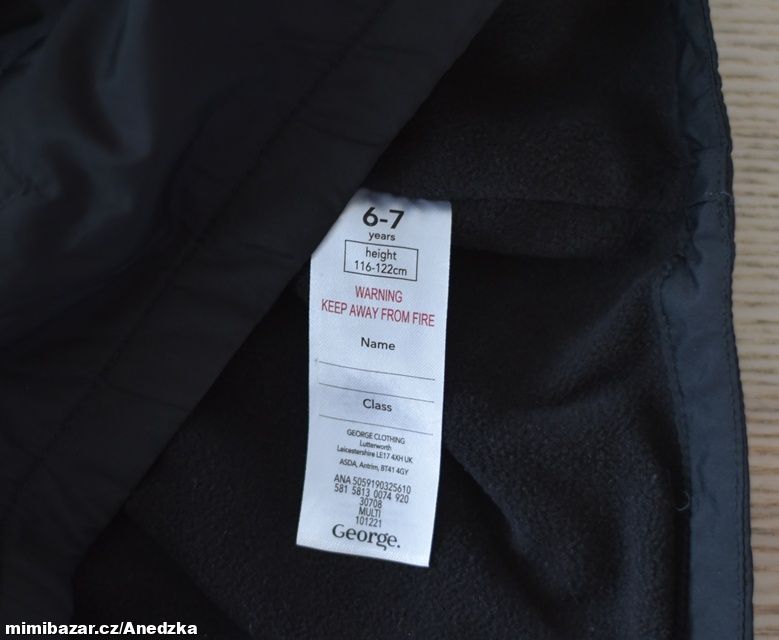 6-7
years
height
116-122cm
WARNING
KEEP AWAY FROM FIRE
Name
Class
GEORGE CLOTHING
Lutterworth
Leicestershire LE17 4XH UK
ASDA, Antrim, BT41 4GY
ANA 5059190325610
581 5813 0074 920
30708
MULTI
101221
George.
mimibazar.cz/Anedzka